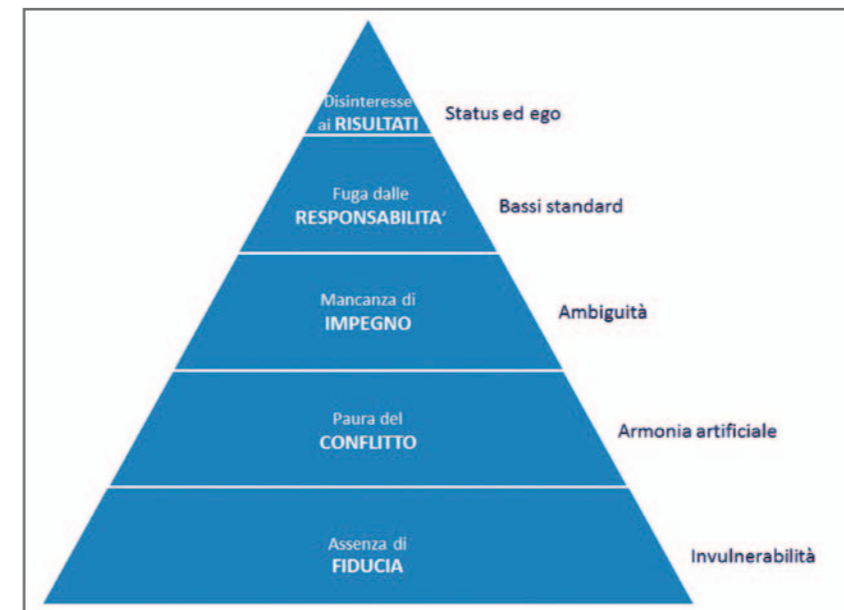 Disinteresse
ai RISULTATI
Status ed ego
Fuga dalle
RESPONSABILITA'
Bassi standard
Mancanza di
IMPEGNO
Ambiguità
Paura del
CONFLITTO
Armonia artificiale
Assenza di
FIDUCIA
Invulnerabilità